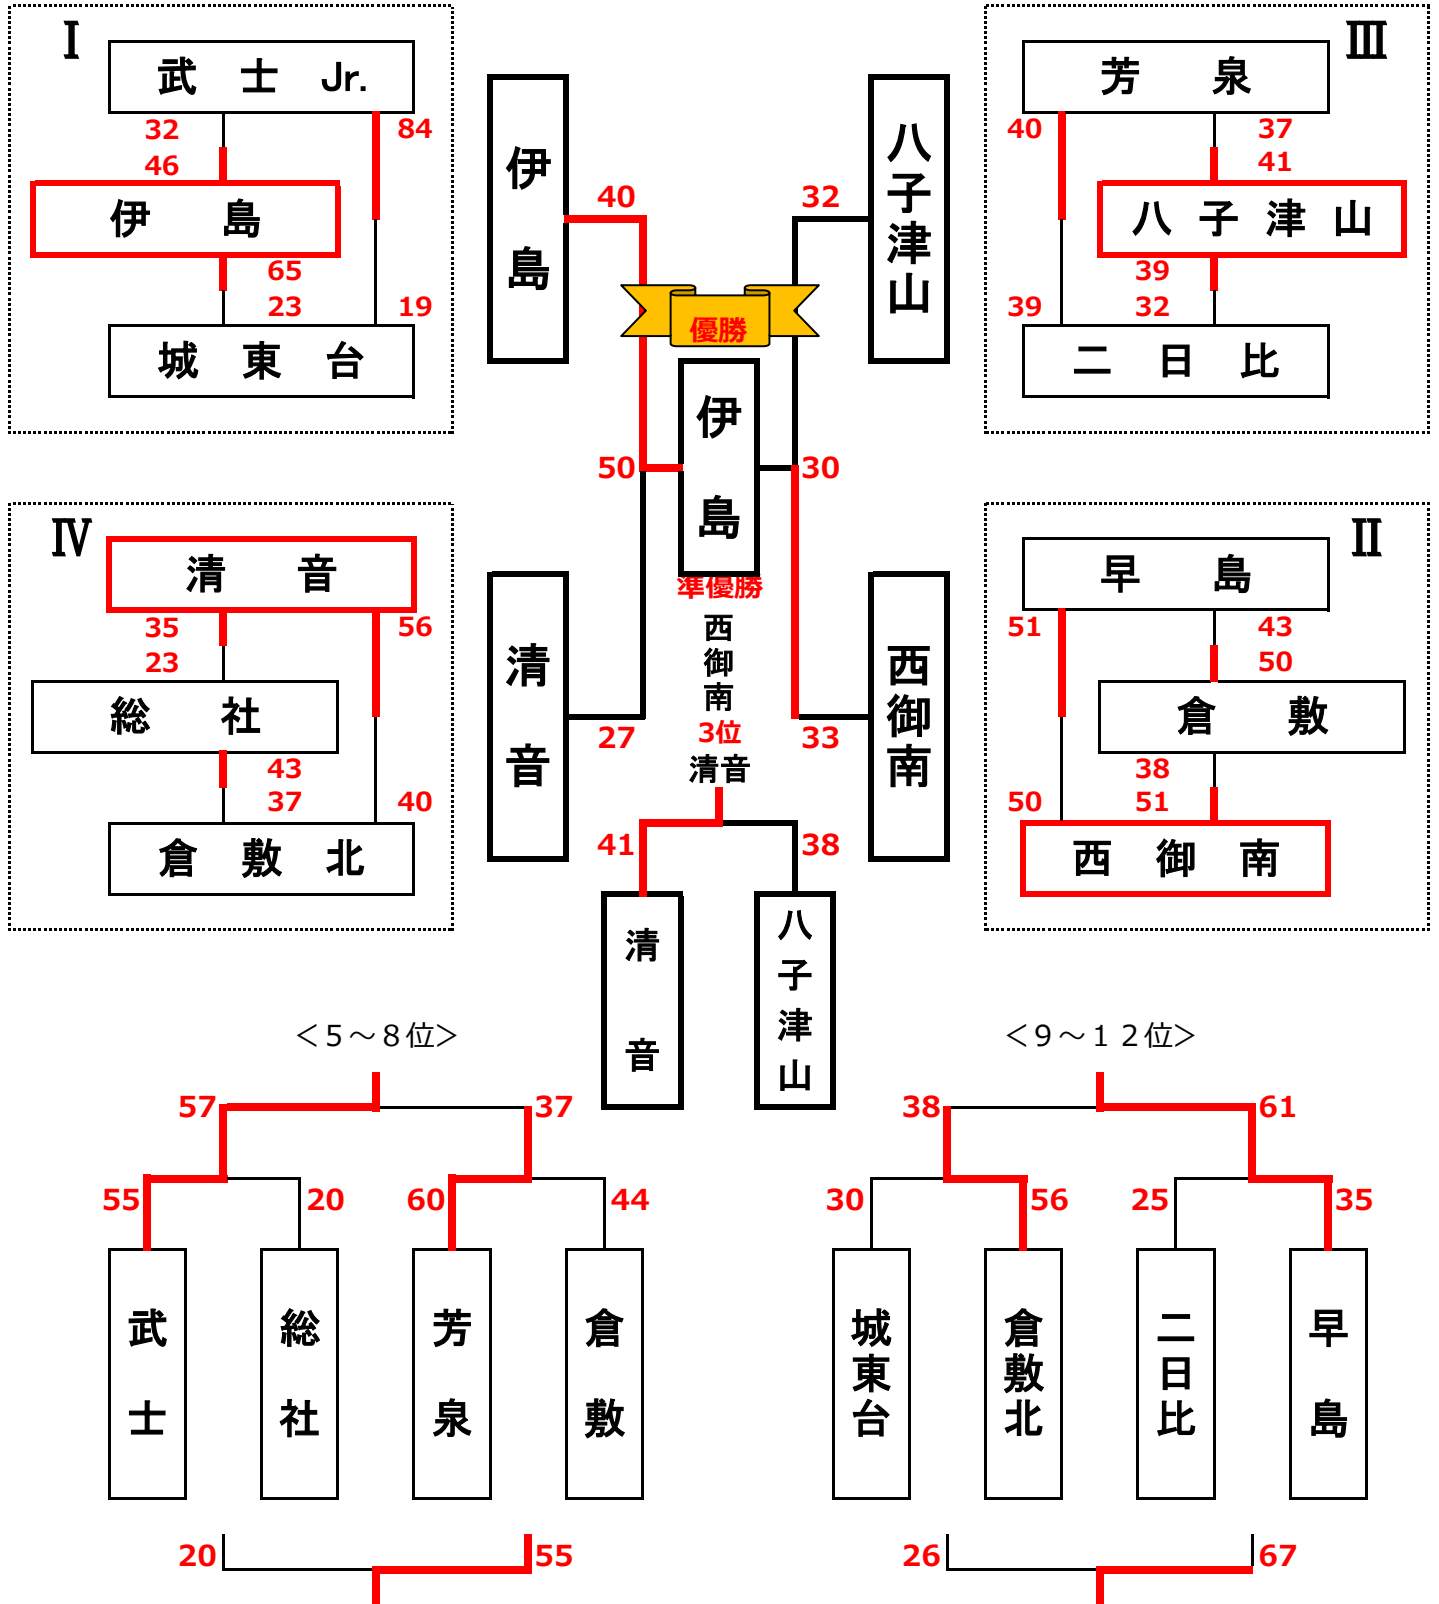 Ⅰ
武 士 Jr.
32
84
46
伊 島
65
23
19
城 東 台
Ⅳ
清 音
35
56
23
総 社
43
37
40
倉 敷 北
伊島
八子津山
40
32
優勝
伊島
50
30
準優勝
西御南
3位
清音
清音
西御南
27
33
41
38
清音
八子津山
Ⅲ
芳 泉
40
37
41
八 子 津 山
39
39
32
二 日 比
Ⅱ
早 島
51
43
50
倉 敷
38
50
51
西 御 南
＜５～８位＞
57
37
55
20
60
44
武士
総社
芳泉
倉敷
20
55
＜９～１２位＞
38
61
30
56
25
35
城東台
倉敷北
二日比
早島
26
67